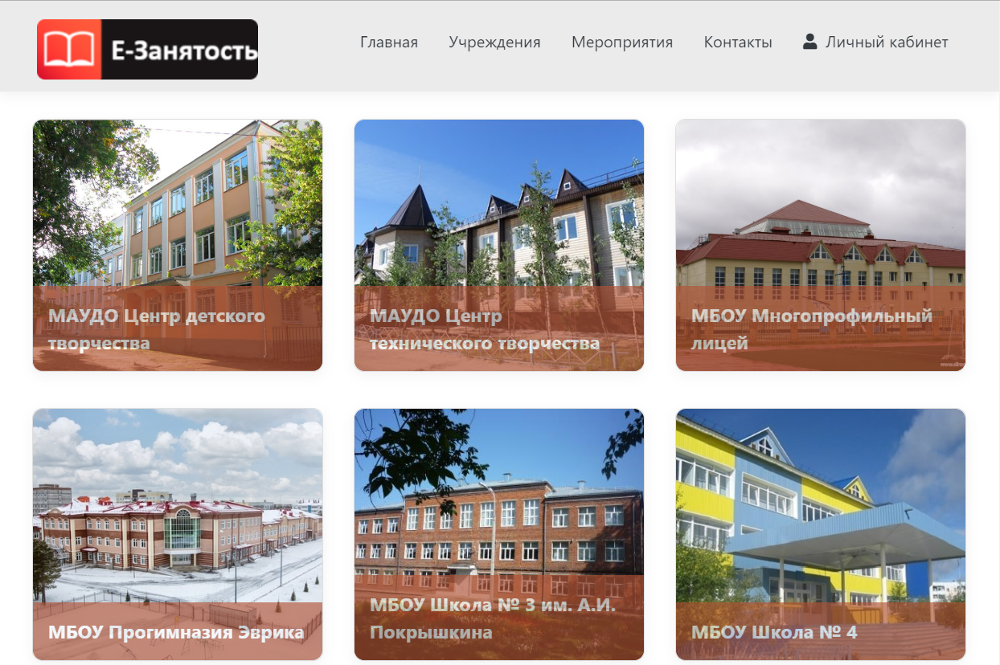 Е-Занятость
Главная Учреждения Мероприятия Контакты Личный кабинет
МАУДО Центр детского
творчества
МАУДО Центр
технического творчества
МБОУ Многопрофильный
лицей
МБОУ Прогимназия Эврика
МБОУ Школа № 3 им. А.И.
Покрышкина
МБОУ Школа № 4